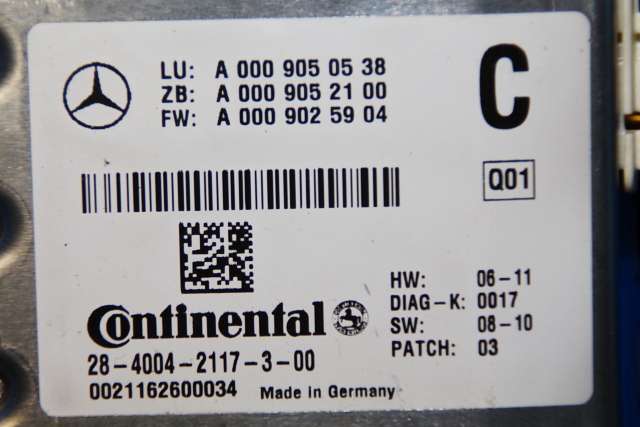 LU: A 000 905 05 38
ZB: A 000 905 21 00
FW: A 000 902 59 04
C
Q01
Continental
HW: 06-11
DIAG-K: 0017
SW: 08-10
PATCH: 03
28-4004-2117-3-00
0021162600034 Made in Germany